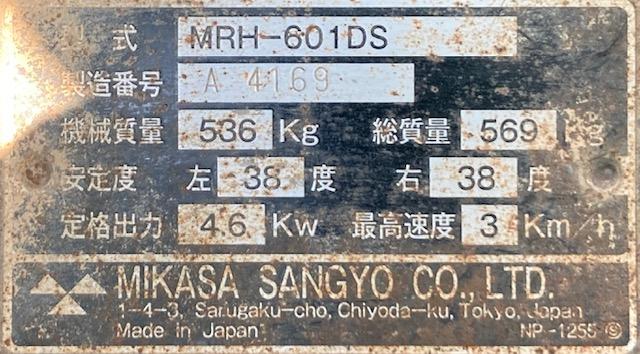 型式 MRH-601DS
製造番号 A 4169
機械質量 536 Kg 総質量 569 Kg
安定度 左 38 度 右 38 度
定格出力 4.6 Kw 最高速度 3 Km/h
MIKASA SANGYO CO., LTD.
1-4-3, Sarugaku-cho, Chiyoda-ku, Tokyo, Japan
Made in Japan NP-1255 Ⓢ